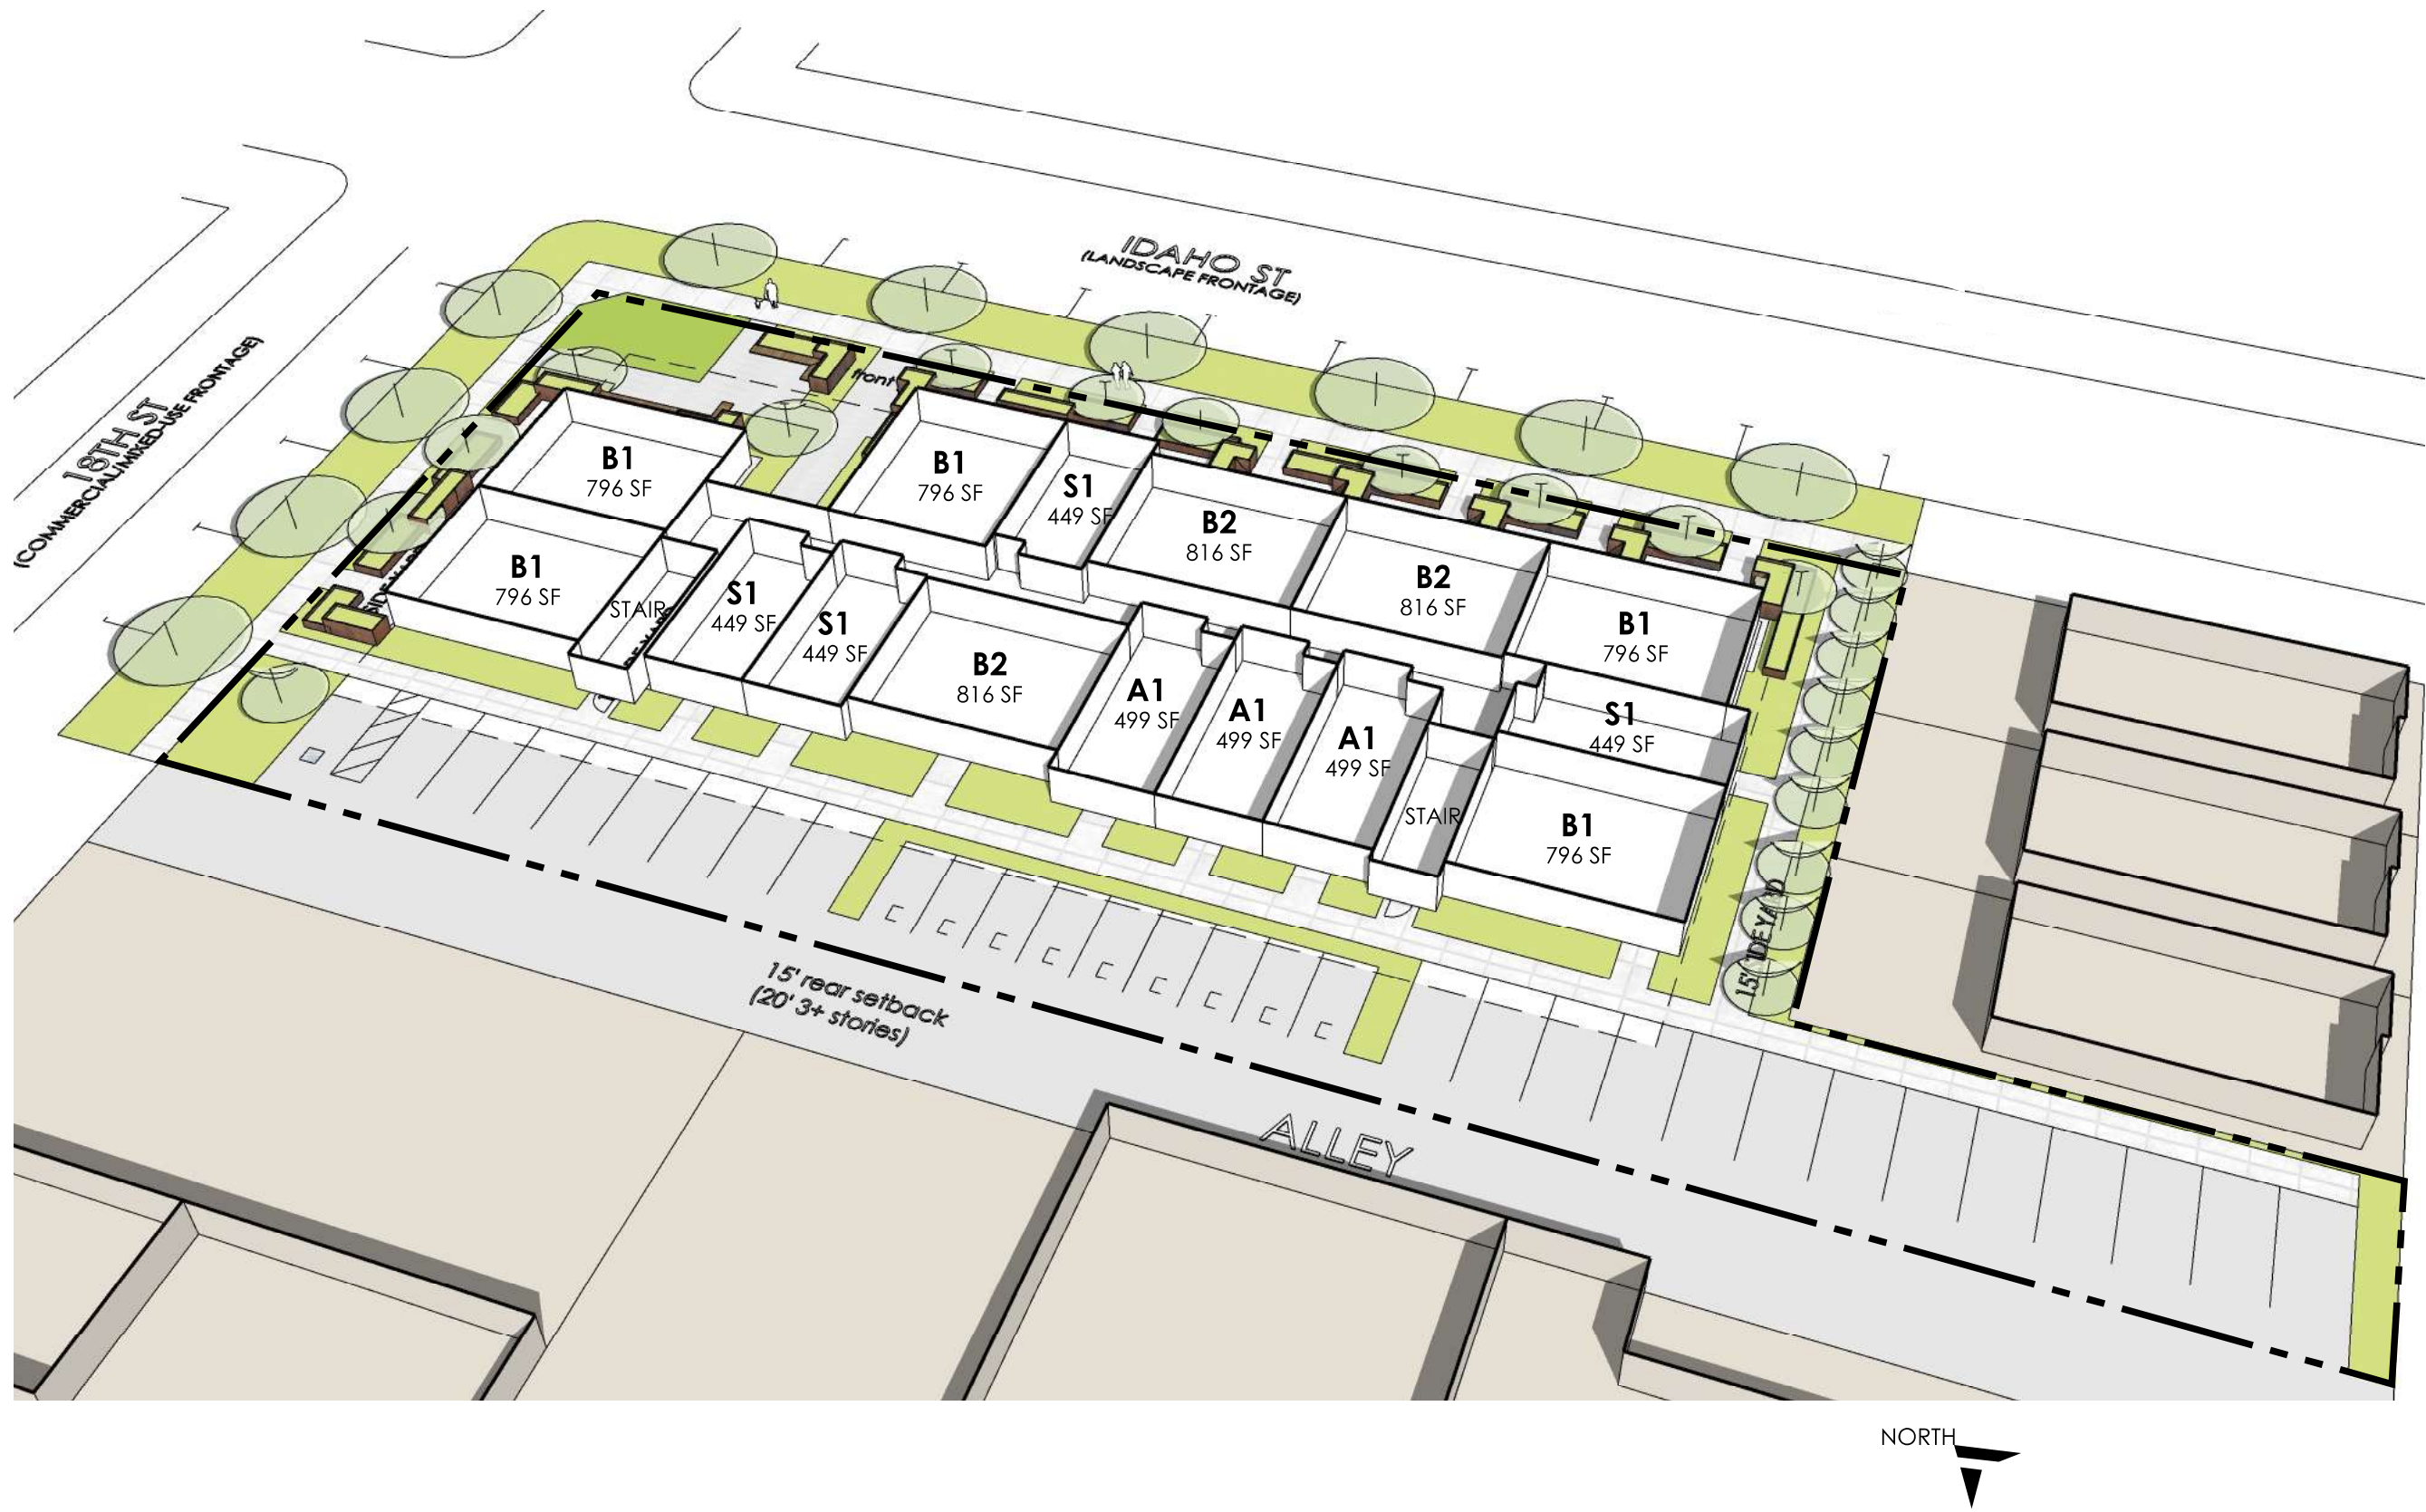 IDAHO ST
(LANDSCAPE FRONTAGE)
18TH ST
(COMMERCIAL/MIXED-USE FRONTAGE)
front
B1
796 SF
B1
796 SF
S1
449 SF
B2
816 SF
B2
816 SF
B1
796 SF
B1
796 SF
STAIR
S1
449 SF
S1
449 SF
B2
816 SF
A1
499 SF
A1
499 SF
A1
499 SF
STAIR
S1
449 SF
B1
796 SF
15' rear setback
(20' 3+ stories)
ALLEY
NORTH